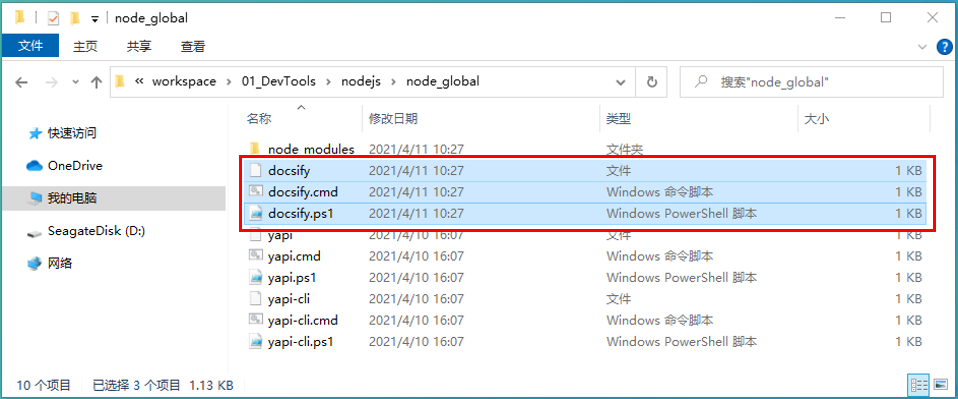 node_global
文件 主页 共享 查看
« workspace › 01_DevTools › nodejs › node_global 搜索"node_global"
名称 修改日期 类型 大小
快速访问
OneDrive
我的电脑
SeagateDisk (D:)
网络
node_modules 2021/4/11 10:27 文件夹
docsify 2021/4/11 10:27 文件 1 KB
docsify.cmd 2021/4/11 10:27 Windows 命令脚本 1 KB
docsify.ps1 2021/4/11 10:27 Windows PowerShell 脚本 1 KB
yapi 2021/4/10 16:07 文件 1 KB
yapi.cmd 2021/4/10 16:07 Windows 命令脚本 1 KB
yapi.ps1 2021/4/10 16:07 Windows PowerShell 脚本 1 KB
yapi-cli 2021/4/10 16:07 文件 1 KB
yapi-cli.cmd 2021/4/10 16:07 Windows 命令脚本 1 KB
yapi-cli.ps1 2021/4/10 16:07 Windows PowerShell 脚本 1 KB
10 个项目 已选择 3 个项目 1.13 KB